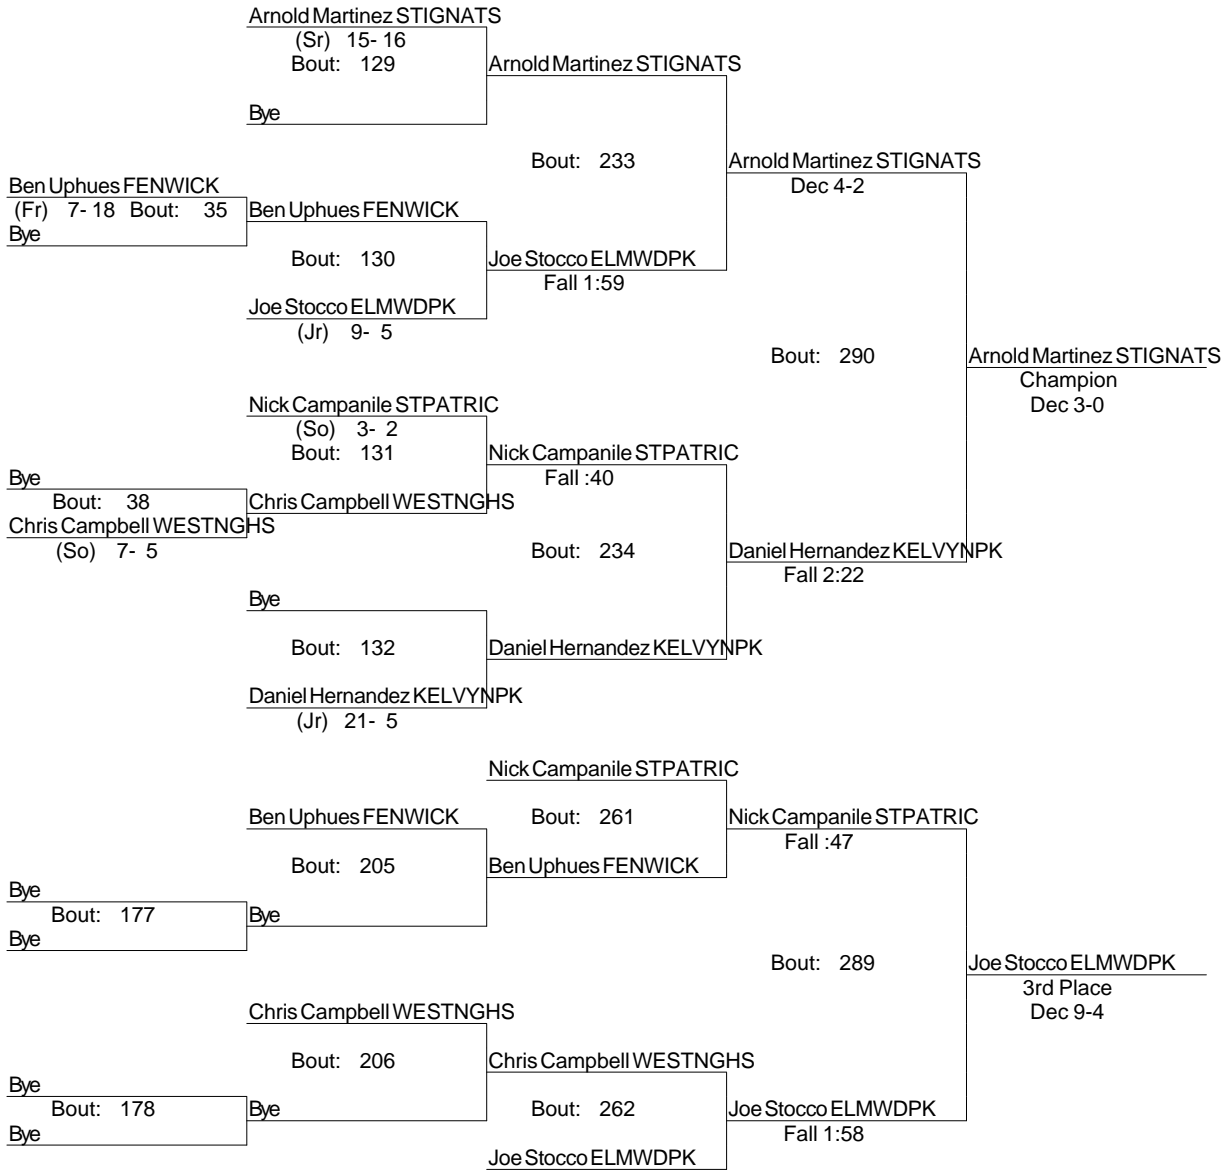 Arnold Martinez STIGNATS
(Sr) 15- 16
Bout: 129
Arnold Martinez STIGNATS
Bye
Bout: 233
Arnold Martinez STIGNATS
Dec 4-2
Ben Uphues FENWICK
(Fr) 7- 18 Bout: 35
Ben Uphues FENWICK
Bye
Bout: 130
Joe Stocco ELMWDPK
Fall 1:59
Joe Stocco ELMWDPK
(Jr) 9- 5
Bout: 290
Arnold Martinez STIGNATS
Champion
Dec 3-0
Nick Campanile STPATRIC
(So) 3- 2
Bout: 131
Nick Campanile STPATRIC
Fall :40
Bye
Bout: 38
Chris Campbell WESTNGHS
Chris Campbell WESTNGHS
(So) 7- 5
Bout: 234
Daniel Hernandez KELVYNPK
Fall 2:22
Bye
Bout: 132
Daniel Hernandez KELVYNPK
Daniel Hernandez KELVYNPK
(Jr) 21- 5
Nick Campanile STPATRIC
Ben Uphues FENWICK
Bout: 261
Nick Campanile STPATRIC
Fall :47
Bout: 205
Ben Uphues FENWICK
Bye
Bout: 177
Bye
Bye
Bout: 289
Joe Stocco ELMWDPK
3rd Place
Dec 9-4
Chris Campbell WESTNGHS
Bout: 206
Chris Campbell WESTNGHS
Bye
Bout: 178
Bye
Bout: 262
Joe Stocco ELMWDPK
Fall 1:58
Bye
Joe Stocco ELMWDPK